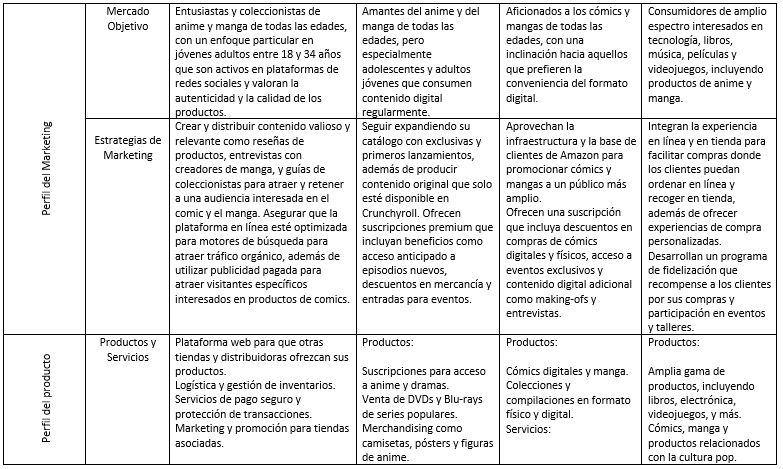 Perfil del Marketing
Mercado
Objetivo
Entusiastas y coleccionistas de
anime y manga de todas las edades,
con un enfoque particular en
jóvenes adultos entre 18 y 34 años
que son activos en plataformas de
redes sociales y valoran la
autenticidad y la calidad de los
productos.
Amantes del anime y del
manga de todas las
edades, pero
especialmente
adolescentes y adultos
jóvenes que consumen
contenido digital
regularmente.
Aficionados a los cómics y
mangas de todas las
edades, con una
inclinación hacia aquellos
que prefieren la
conveniencia del formato
digital.
Consumidores de amplio
espectro interesados en
tecnología, libros,
música, películas y
videojuegos, incluyendo
productos de anime y
manga.
Estrategias de
Marketing
Crear y distribuir contenido valioso y
relevante como reseñas de
productos, entrevistas con
creadores de manga, y guías de
coleccionistas para atraer y retener
a una audiencia interesada en el
comic y el manga. Asegurar que la
plataforma en línea esté optimizada
para motores de búsqueda para
atraer tráfico orgánico, además de
utilizar publicidad pagada para
atraer visitantes específicos
interesados en productos de comics.
Seguir expandiendo su
catálogo con exclusivas y
primeros lanzamientos,
además de producir
contenido original que solo
esté disponible en
Crunchyroll. Ofrecen
suscripciones premium que
incluyan beneficios como
acceso anticipado a
episodios nuevos,
descuentos en mercancía y
entradas para eventos.
Aprovechan la
infraestructura y la base de
clientes de Amazon para
promocionar cómics y
mangas a un público más
amplio.
Ofrecen una suscripción
que incluya descuentos en
compras de cómics
digitales y físicos, acceso a
eventos exclusivos y
contenido digital adicional
como making-ofs y
entrevistas.
Integran la experiencia
en línea y en tienda para
facilitar compras donde
los clientes puedan
ordenar en línea y
recoger en tienda,
además de ofrecer
experiencias de compra
personalizadas.
Desarrollan un programa
de fidelización que
recompense a los clientes
por sus compras y
participación en eventos
y talleres.
Perfil del producto
Productos y
Servicios
Plataforma web para que otras
tiendas y distribuidoras ofrezcan sus
productos.
Logística y gestión de inventarios.
Servicios de pago seguro y
protección de transacciones.
Marketing y promoción para tiendas
asociadas.
Productos:
Suscripciones para acceso
a anime y dramas.
Venta de DVDs y Blu-rays
de series populares.
Merchandising como
camisetas, pósters y figuras
de anime.
Productos:
Cómics digitales y manga.
Colecciones y
compilaciones en formato
físico y digital.
Servicios:
Productos:
Amplia gama de
productos, incluyendo
libros, electrónica,
videojuegos, y más.
Cómics, manga y
productos relacionados
con la cultura pop.